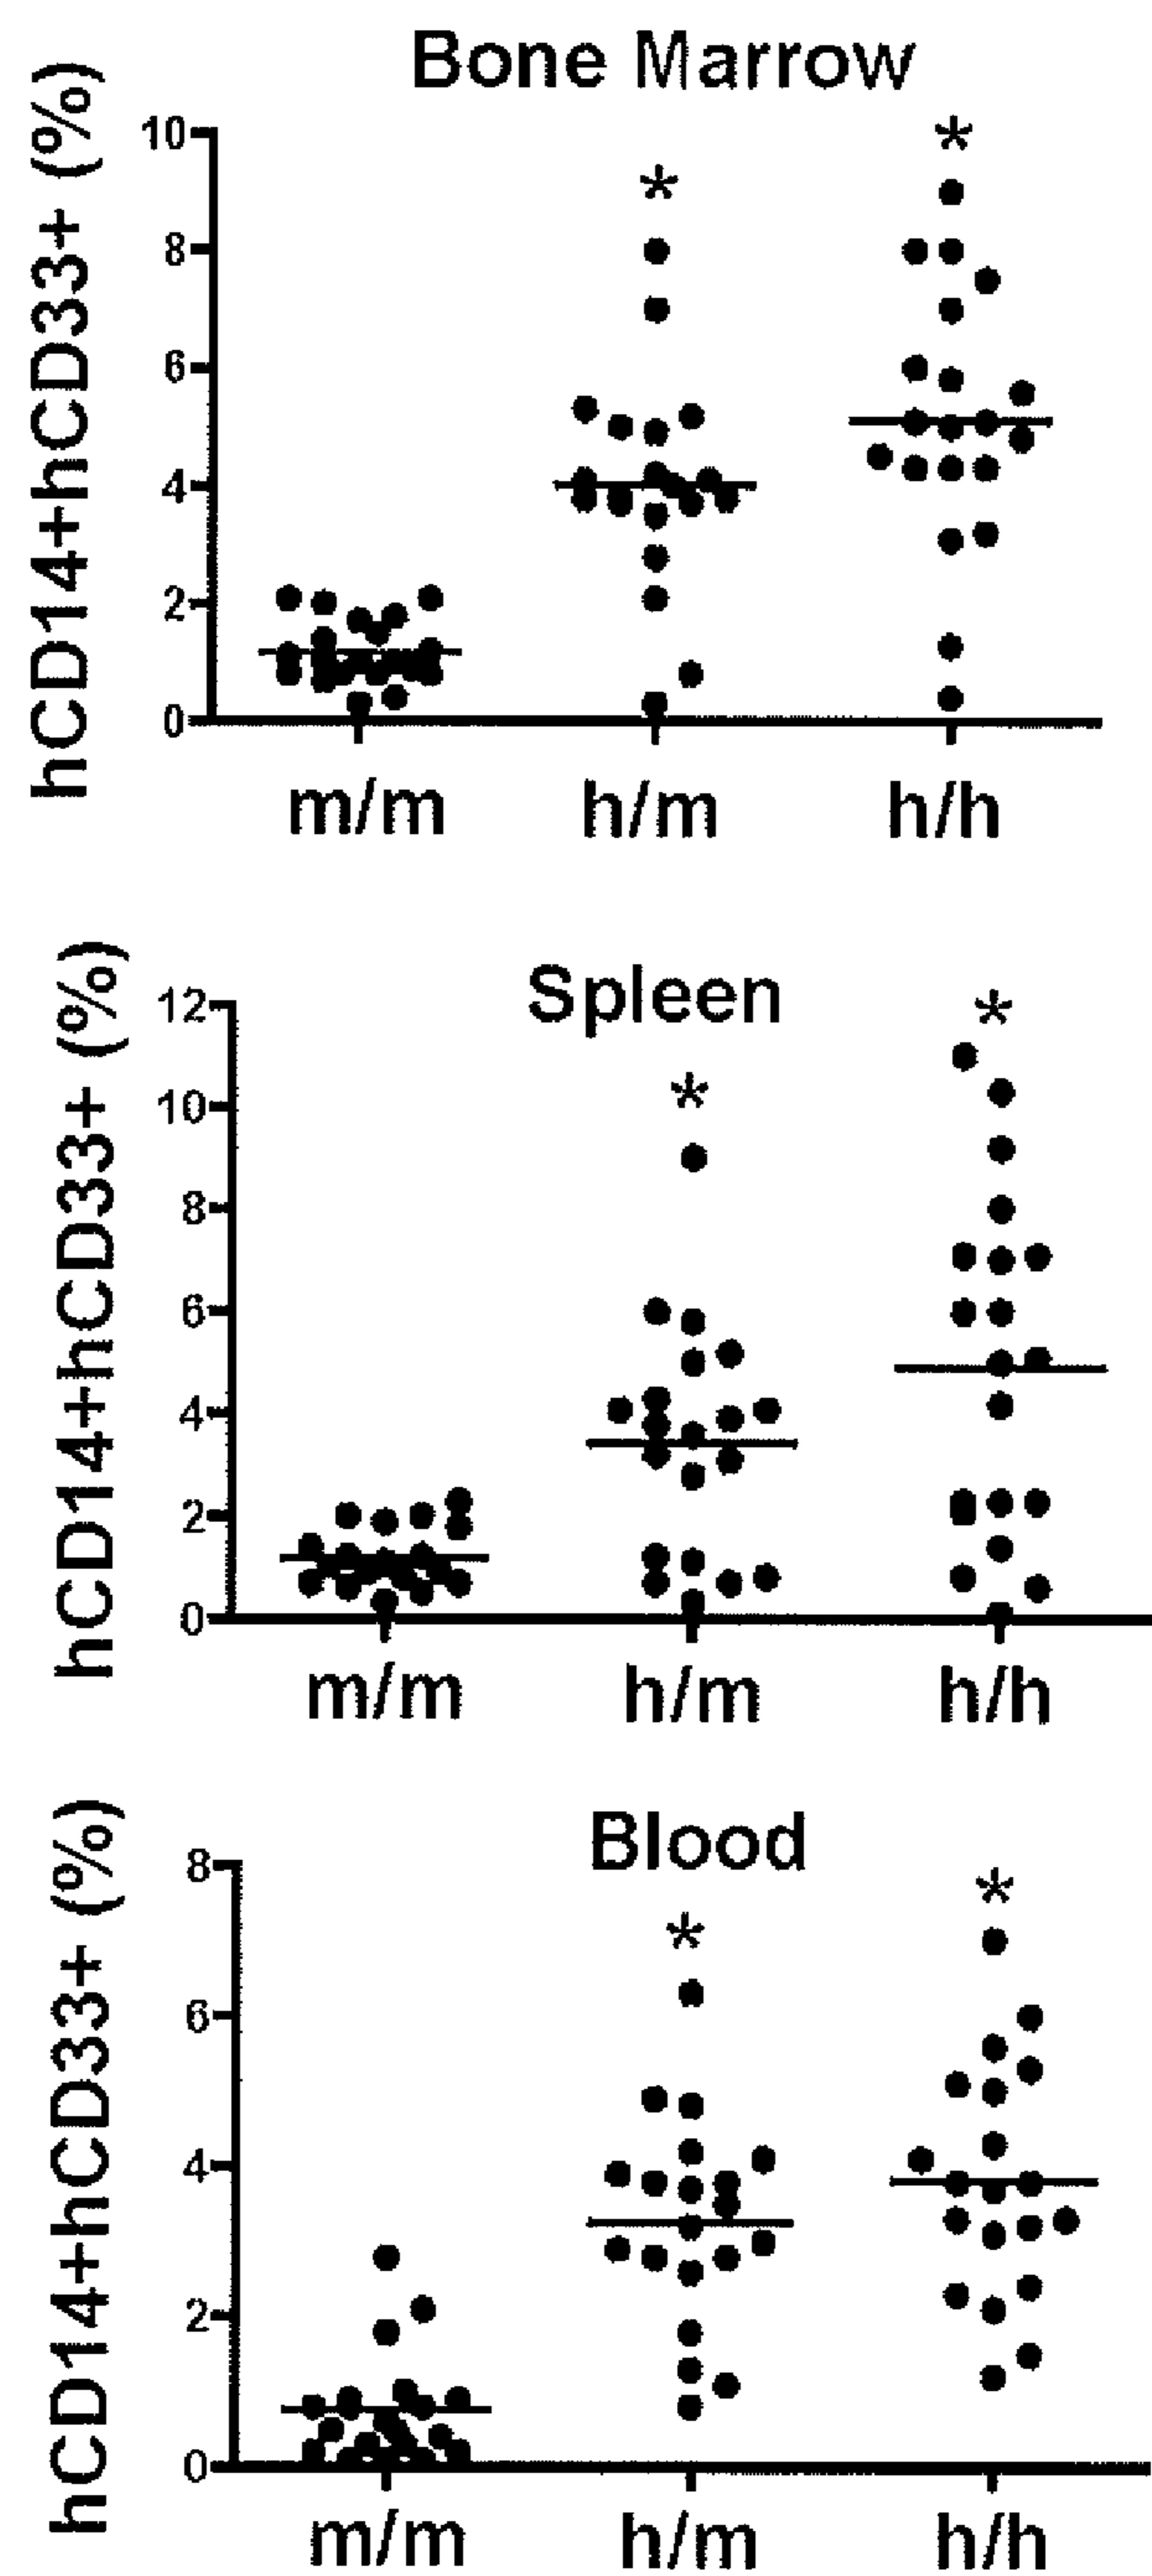 Bone Marrow
hCD14+hCD33+ (%)
10
8
6
4
2
0
*
*
m/m
h/m
h/h
Spleen
hCD14+hCD33+ (%)
12
10
8
6
4
2
0
*
*
m/m
h/m
h/h
Blood
hCD14+hCD33+ (%)
8
6
4
2
0
*
*
m/m
h/m
h/h